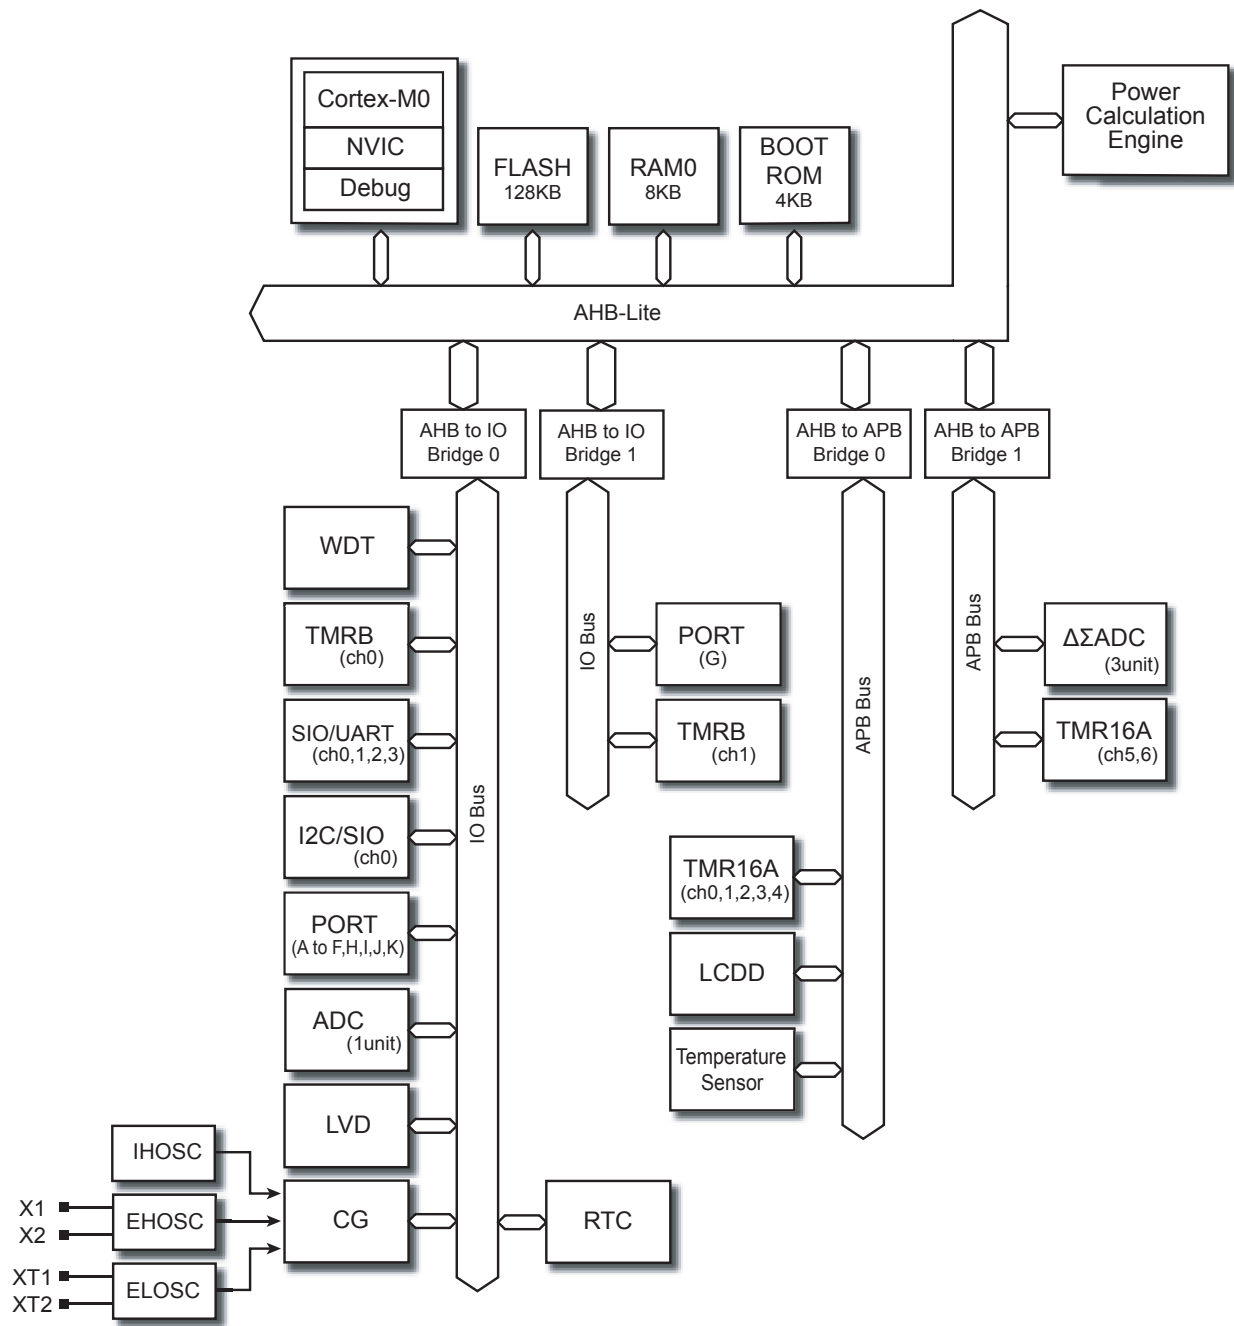 Cortex-M0
NVIC
Debug
FLASH
128KB
RAM0
8KB
BOOT
ROM
4KB
Power
Calculation
Engine
AHB-Lite
AHB to IO
Bridge 0
AHB to IO
Bridge 1
AHB to APB
Bridge 0
AHB to APB
Bridge 1
WDT
TMRB
(ch0)
SIO/UART
(ch0,1,2,3)
I2C/SIO
(ch0)
PORT
(A to F,H,I,J,K)
ADC
(1unit)
LVD
CG
IO Bus
RTC
IHOSC
EHOSC
ELOSC
X1
X2
XT1
XT2
IO Bus
PORT
(G)
TMRB
(ch1)
APB Bus
TMR16A
(ch0,1,2,3,4)
LCDD
Temperature
Sensor
APB Bus
ΔΣADC
(3unit)
TMR16A
(ch5,6)